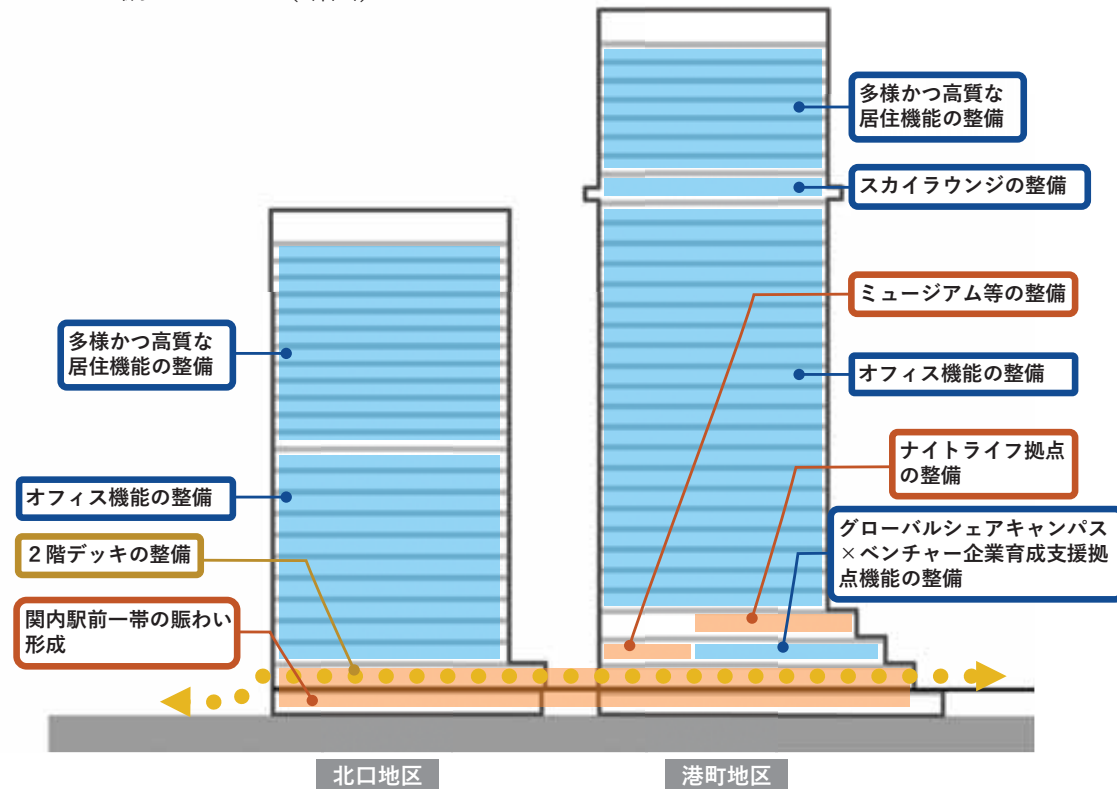 多様かつ高質な
居住機能の整備
スカイラウンジの整備
ミュージアム等の整備
多様かつ高質な
居住機能の整備
オフィス機能の整備
ナイトライフ拠点
の整備
オフィス機能の整備
グローバルシェアキャンパス
×ベンチャー企業育成支援拠
点機能の整備
２階デッキの整備
関内駅前一帯の賑わい
形成
北口地区
港町地区